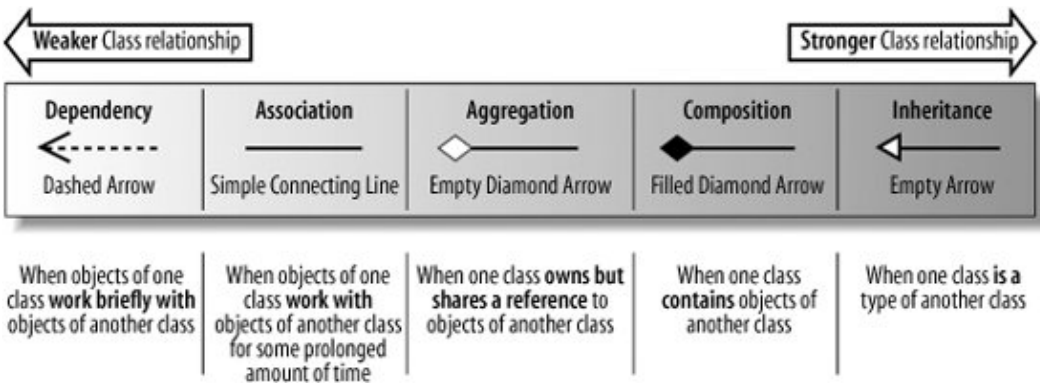 Weaker Class relationship
Stronger Class relationship
Dependency
Association
Aggregation
Composition
Inheritance
Dashed Arrow
Simple Connecting Line
Empty Diamond Arrow
Filled Diamond Arrow
Empty Arrow
When objects of one
class work briefly with
objects of another class
When objects of one
class work with
objects of another class
for some prolonged
amount of time
When one class owns but
shares a reference to
objects of another class
When one class
contains objects of
another class
When one class is a
type of another class